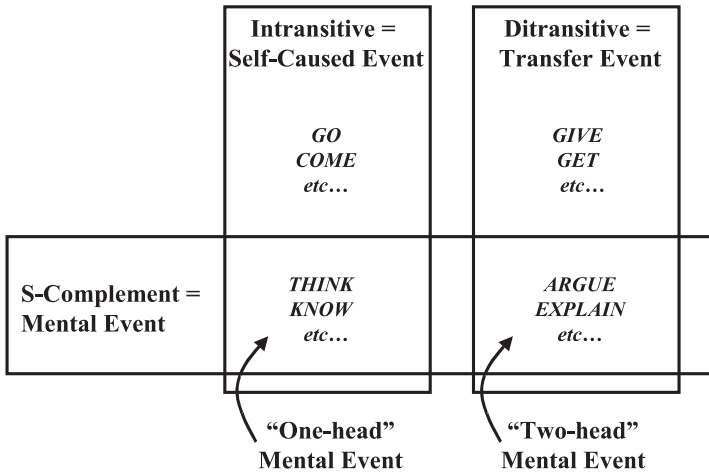 Intransitive =
Self-Caused Event
Ditransitive =
Transfer Event
GO
COME
etc…
GIVE
GET
etc…
S-Complement =
Mental Event
THINK
KNOW
etc…
ARGUE
EXPLAIN
etc…
“One-head”
Mental Event
“Two-head”
Mental Event